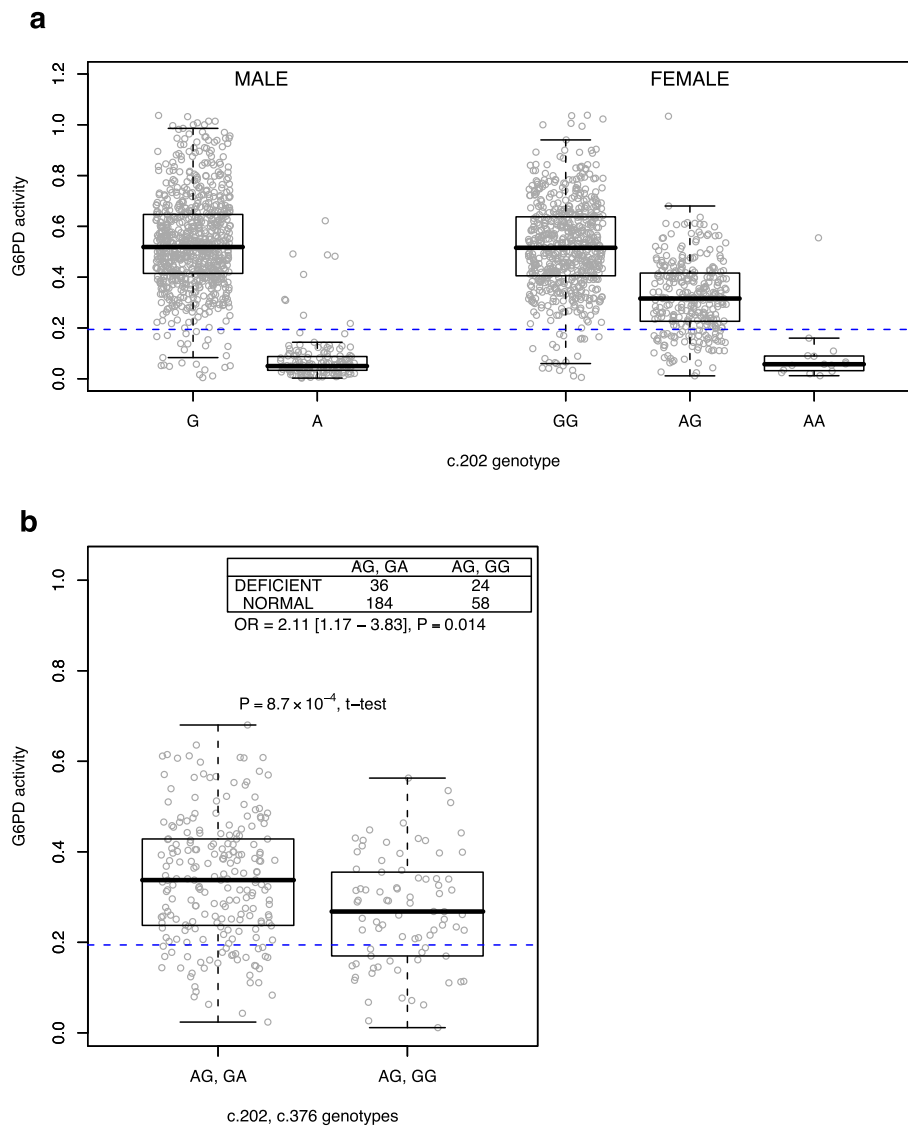 a
MALE
FEMALE
1.2
1.0
0.8
0.6
0.4
0.2
0.0
G6PD activity
G
A
GG
AG
AA
c.202 genotype
b
AG, GA AG, GG
DEFICIENT 36 24
NORMAL 184 58
OR = 2.11 [1.17 − 3.83], P = 0.014
P = 8.7 × 10⁻⁴, t−test
1.0
0.8
0.6
0.4
0.2
0.0
G6PD activity
AG, GA
AG, GG
c.202, c.376 genotypes